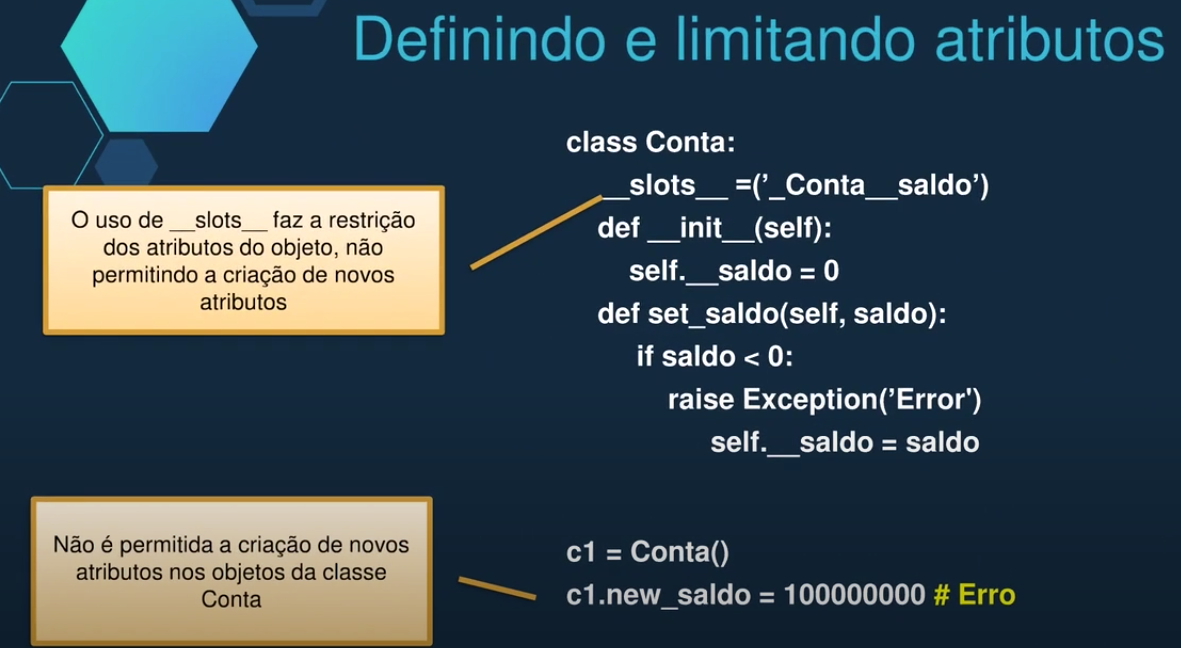 Definindo e limitando atributos
class Conta:
__slots__ =(’_Conta__saldo’)
def __init__(self):
self.__saldo = 0
def set_saldo(self, saldo):
if saldo < 0:
raise Exception(’Error')
self.__saldo = saldo
O uso de __slots__ faz a restrição
dos atributos do objeto, não
permitindo a criação de novos
atributos
Não é permitida a criação de novos
atributos nos objetos da classe
Conta
c1 = Conta()
c1.new_saldo = 100000000 # Erro